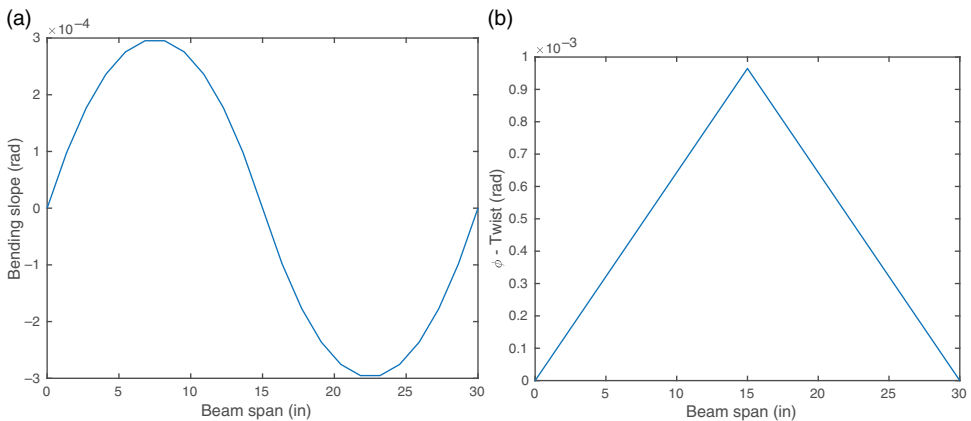 (a)
×10−4
3
2
0
−1
−2
−3
Bending slope (rad)
0 5 10 15 20 25 30
Beam span (in)
(b)
×10−3
1
0.9
0.8
0.7
0.6
0.5
0.4
0.3
0.2
0.1
0
ϕ - Twist (rad)
0 5 10 15 20 25 30
Beam span (in)